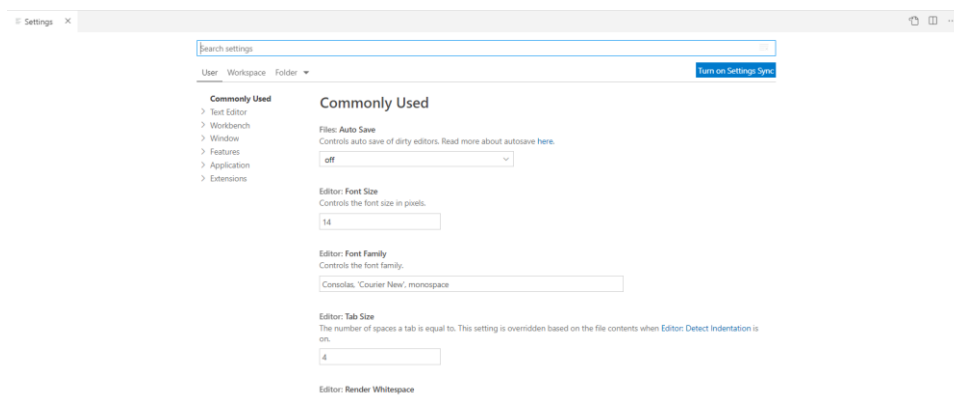 Settings
Search settings
User Workspace Folder
Turn on Settings Sync
Commonly Used
Text Editor
Workbench
Window
Features
Application
Extensions
Commonly Used
Files: Auto Save
Controls auto save of dirty editors. Read more about autosave here.
off
Editor: Font Size
Controls the font size in pixels.
14
Editor: Font Family
Controls the font family.
Consolas, 'Courier New', monospace
Editor: Tab Size
The number of spaces a tab is equal to. This setting is overridden based on the file contents when Editor: Detect Indentation is
on.
4
Editor: Render Whitespace